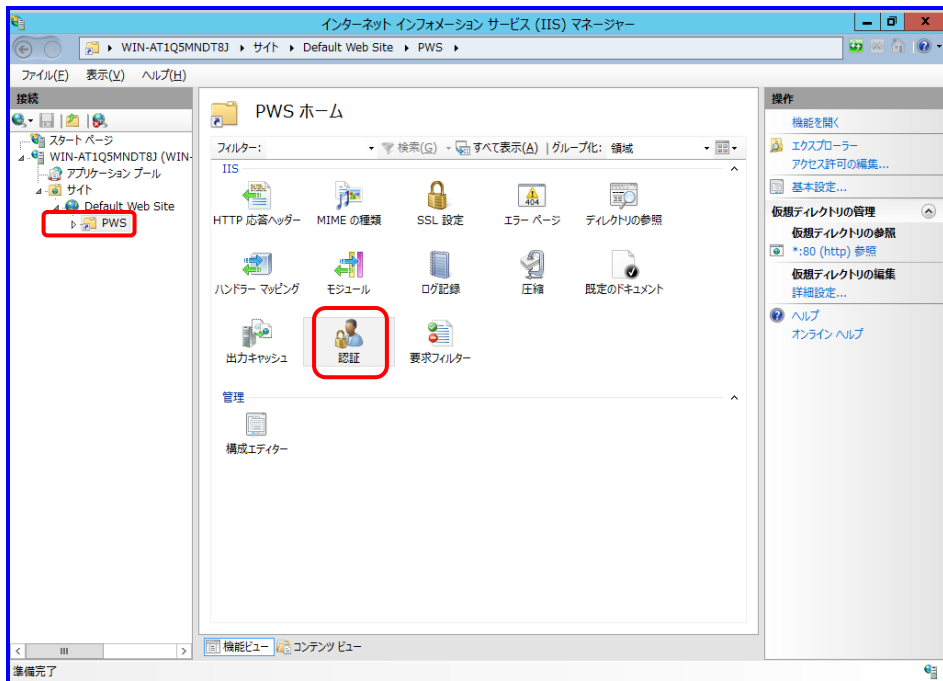 インターネット インフォメーション サービス (IIS) マネージャー
WIN-AT1Q5MNDT8J ▸ サイト ▸ Default Web Site ▸ PWS ▸
ファイル(F) 表示(V) ヘルプ(H)
接続
スタート ページ
WIN-AT1Q5MNDT8J (WIN-
アプリケーション プール
サイト
Default Web Site
PWS
PWS ホーム
フィルター: 検索(G) すべて表示(A) グループ化: 領域
IIS
HTTP 応答ヘッダー MIME の種類 SSL 設定 エラー ページ ディレクトリの参照
404
ハンドラー マッピング モジュール ログ記録 圧縮 既定のドキュメント
出力キャッシュ 認証 要求フィルター
管理
構成エディター
機能ビュー コンテンツ ビュー
操作
機能を開く
エクスプローラー
アクセス許可の編集...
基本設定...
仮想ディレクトリの管理
仮想ディレクトリの参照
*:80 (http) 参照
仮想ディレクトリの編集
詳細設定...
ヘルプ
オンライン ヘルプ
準備完了